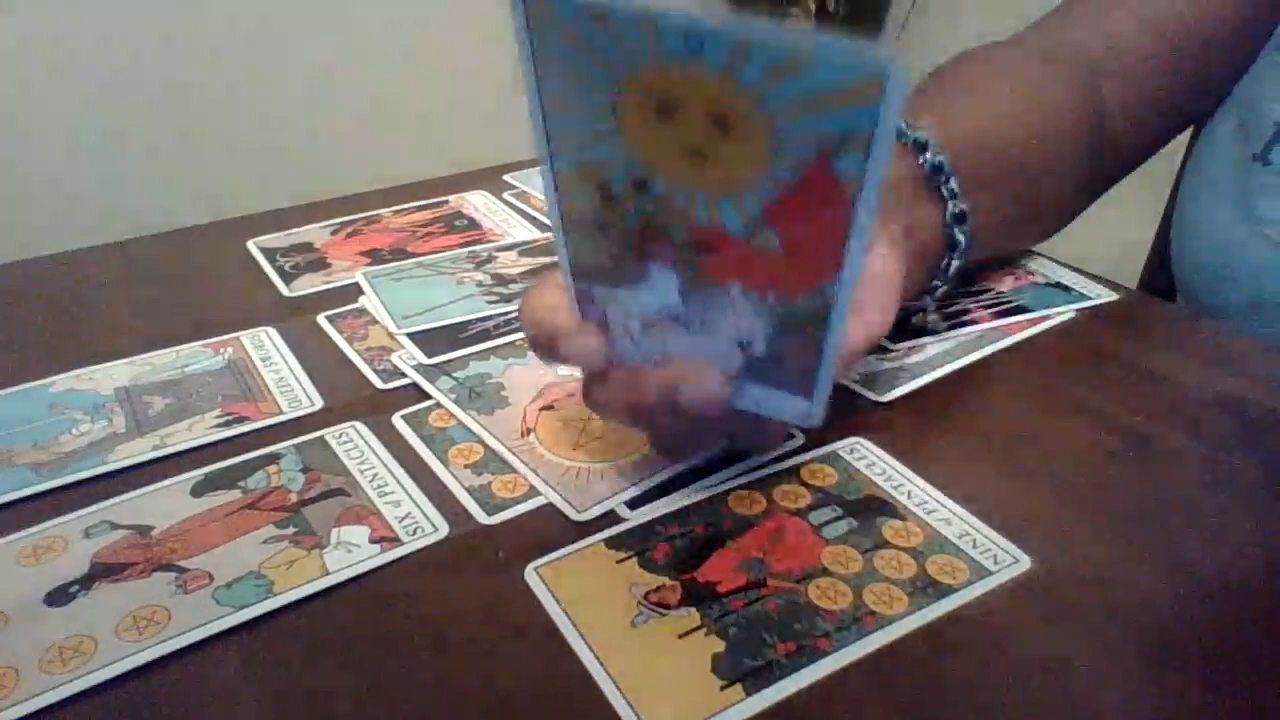 QUEEN of SWORDS
SIX of PENTACLES
NINE of PENTACLES